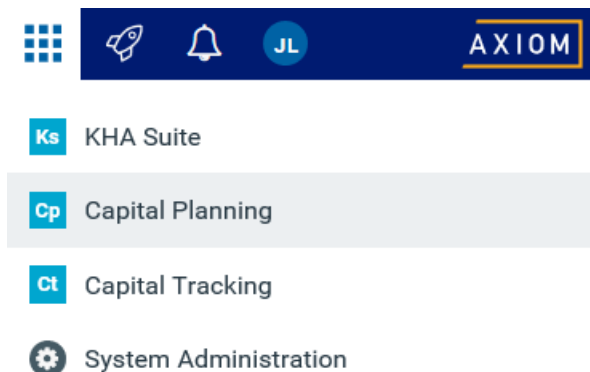 JL AXIOM
Ks KHA Suite
Cp Capital Planning
Ct Capital Tracking
System Administration